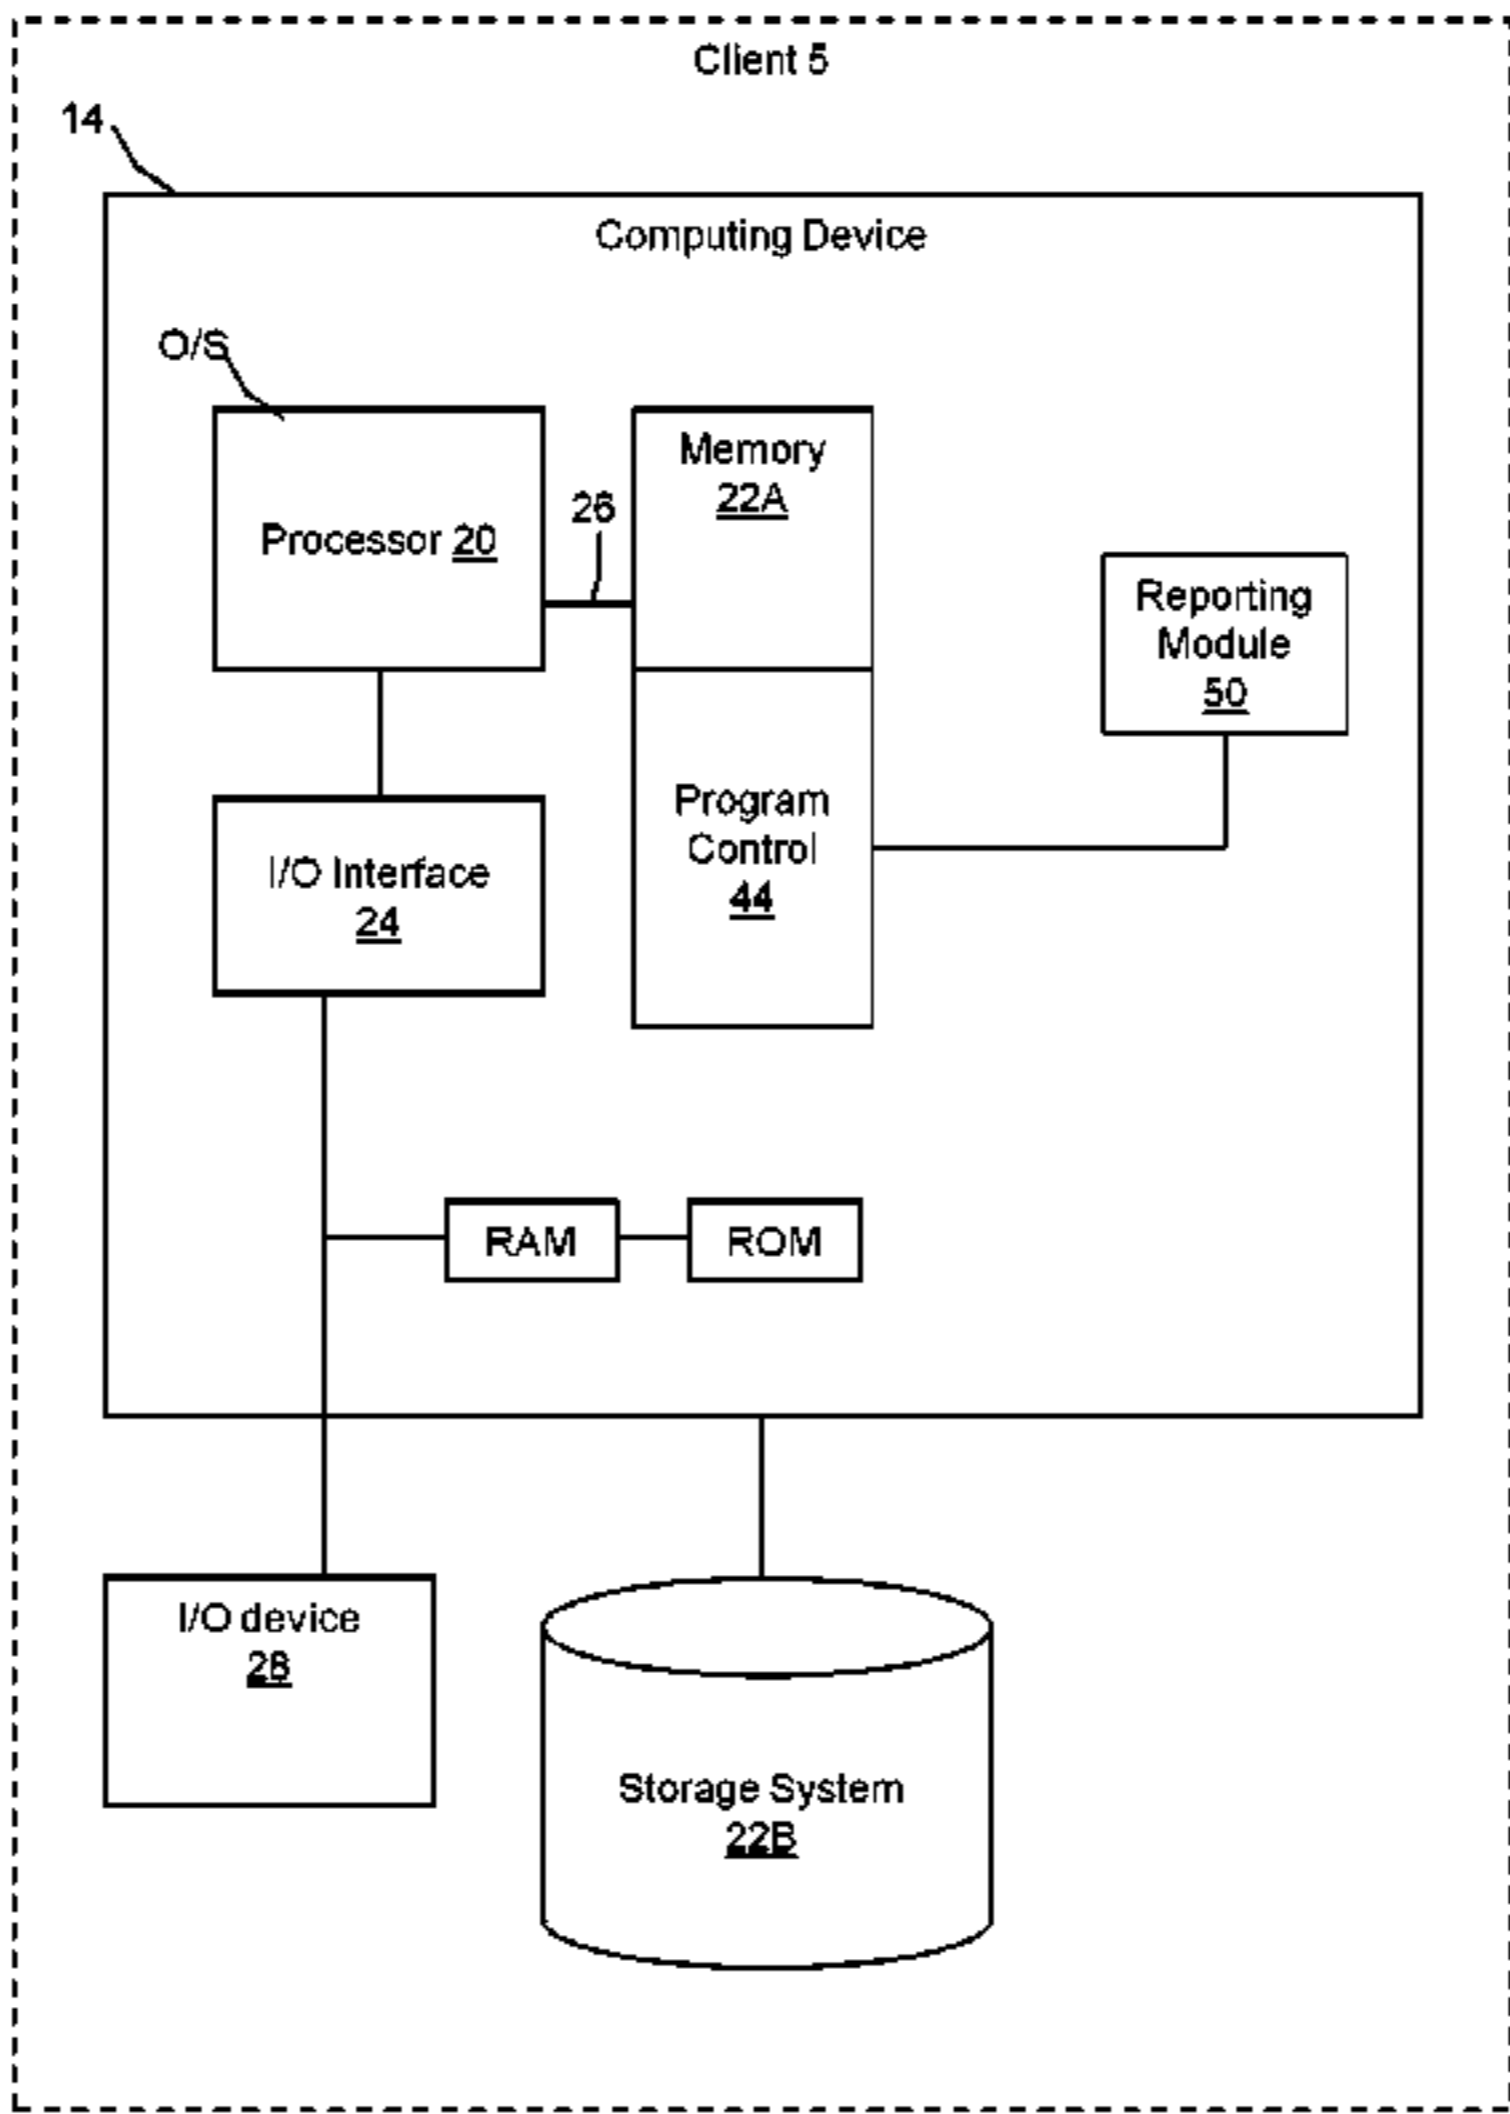 Client 5
14
Computing Device
O/S
Processor 20
26
Memory
22A
Reporting
Module
50
Program
Control
44
I/O Interface
24
RAM
ROM
I/O device
28
Storage System
22B